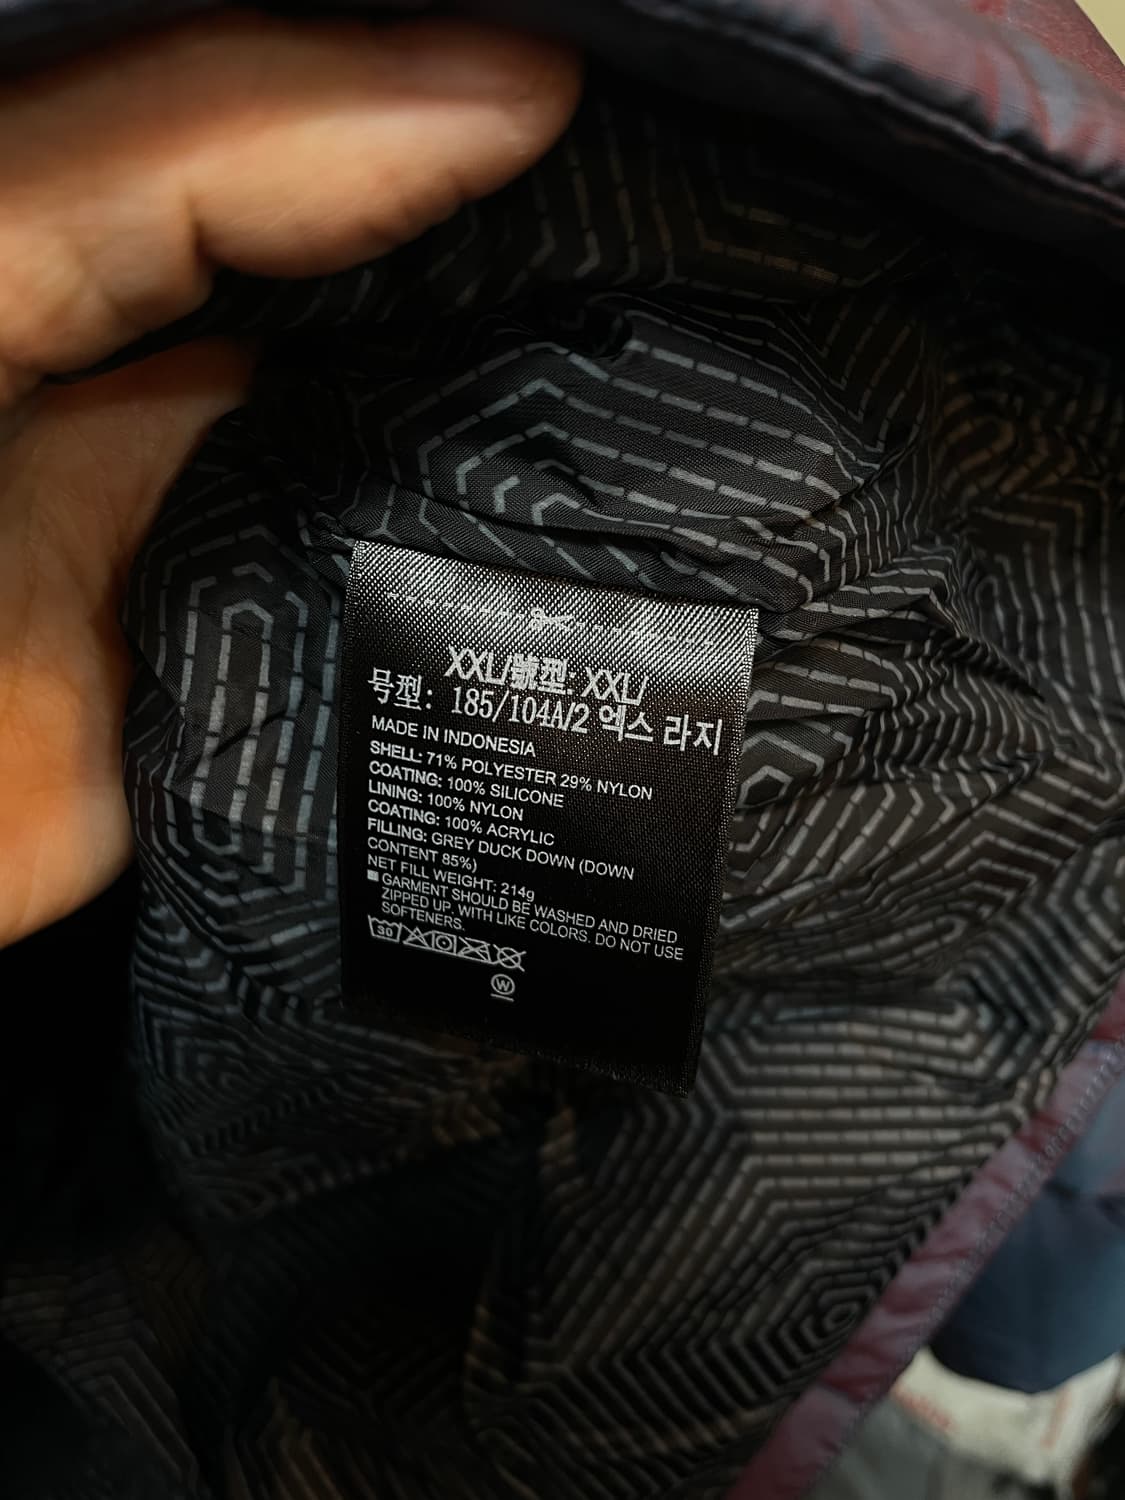 XXL/號型: XXL/
号型: 185/104A/2 엑스 라지
MADE IN INDONESIA
SHELL: 71% POLYESTER 29% NYLON
COATING: 100% SILICONE
LINING: 100% NYLON
COATING: 100% ACRYLIC
FILLING: GREY DUCK DOWN (DOWN
CONTENT 85%)
NET FILL WEIGHT: 214g
GARMENT SHOULD BE WASHED AND DRIED
ZIPPED UP, WITH LIKE COLORS. DO NOT USE
SOFTENERS.
30
W